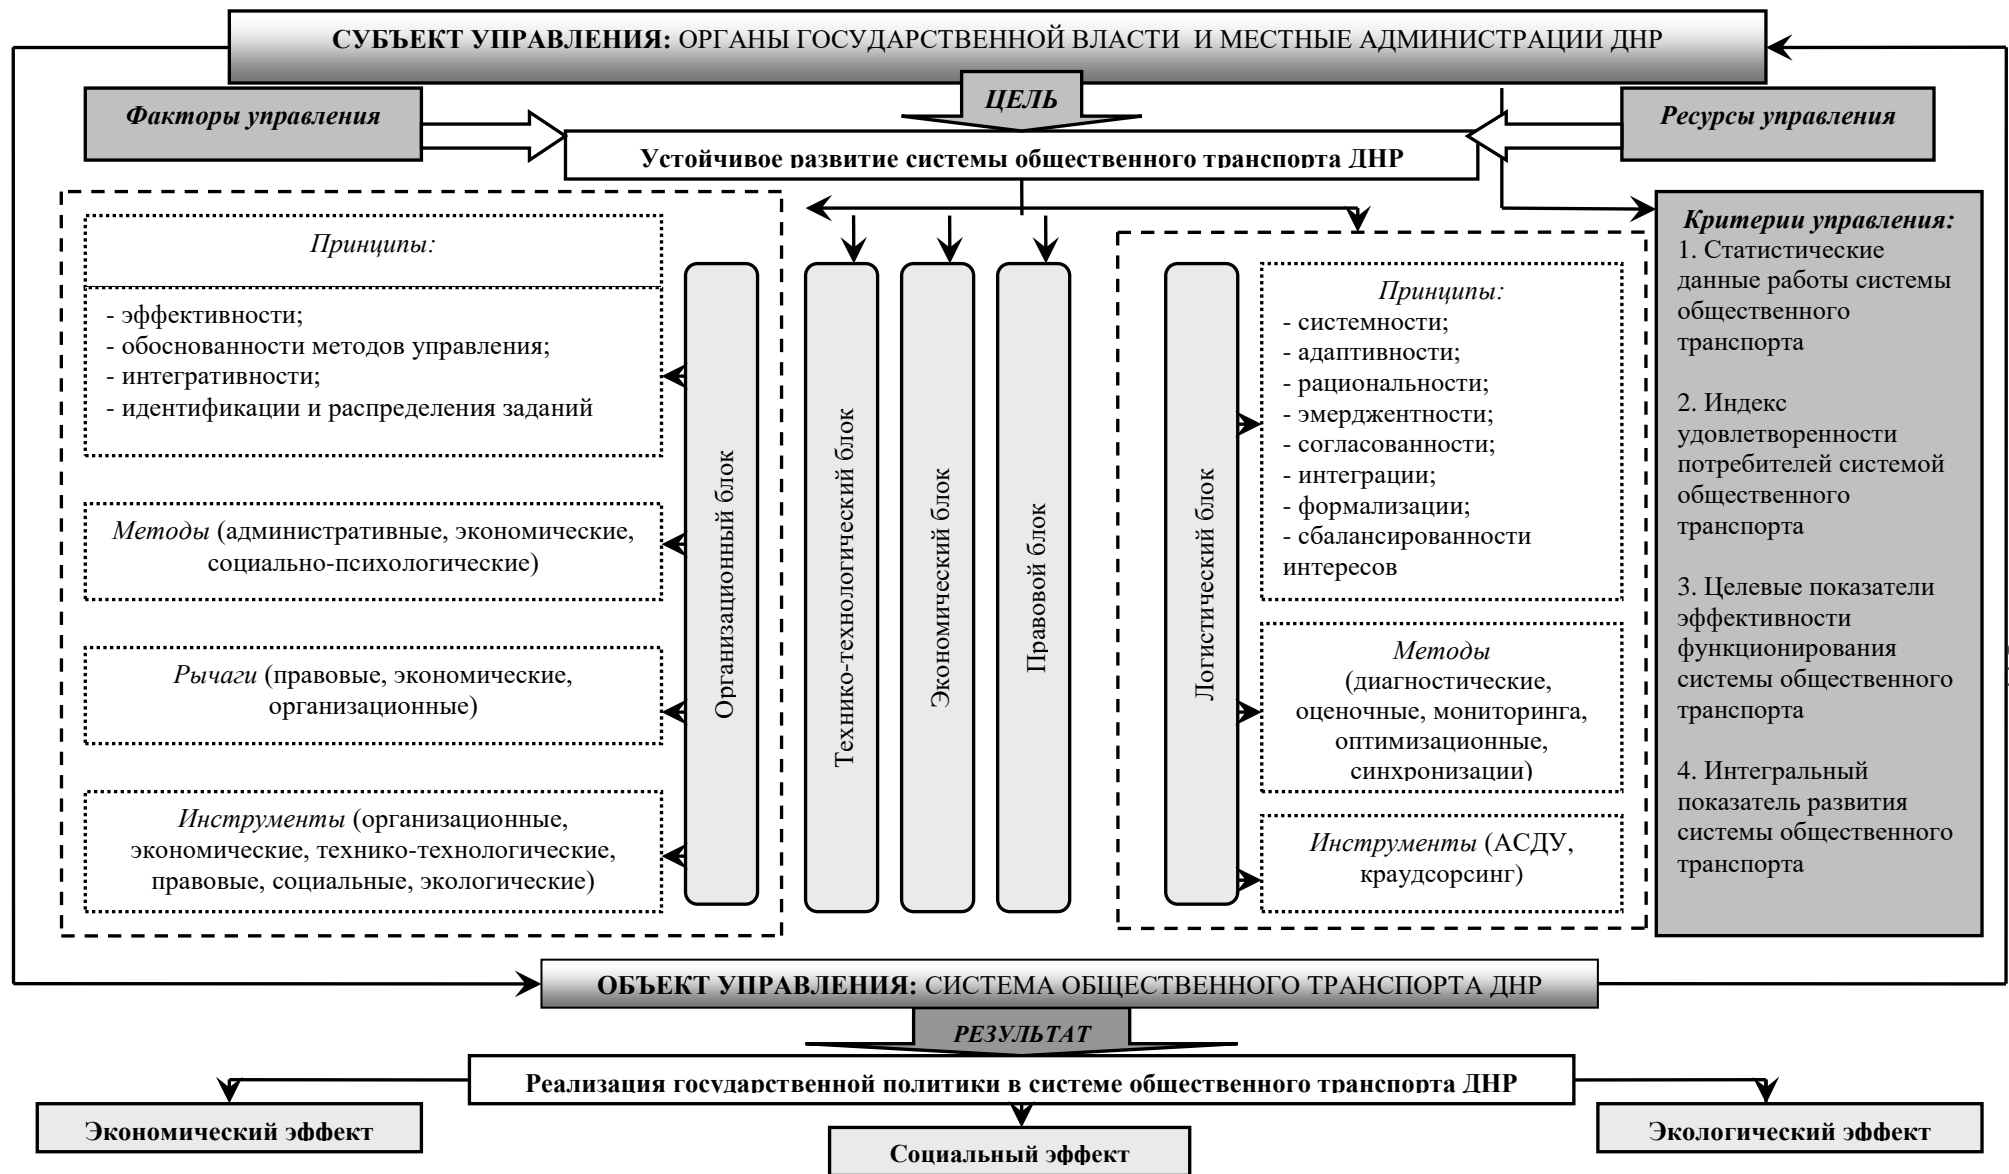 СУБЪЕКТ УПРАВЛЕНИЯ: ОРГАНЫ ГОСУДАРСТВЕННОЙ ВЛАСТИ И МЕСТНЫЕ АДМИНИСТРАЦИИ ДНР
Факторы управления
ЦЕЛЬ
Ресурсы управления
Устойчивое развитие системы общественного транспорта ДНР
Принципы:
- эффективности;
- обоснованности методов управления;
- интегративности;
- идентификации и распределения заданий
Методы (административные, экономические,
социально-психологические)
Рычаги (правовые, экономические,
организационные)
Инструменты (организационные,
экономические, технико-технологические,
правовые, социальные, экологические)
Организационный блок
Технико-технологический блок
Экономический блок
Правовой блок
Логистический блок
Принципы:
- системности;
- адаптивности;
- рациональности;
- эмерджентности;
- согласованности;
- интеграции;
- формализации;
- сбалансированности
интересов
Методы
(диагностические,
оценочные, мониторинга,
оптимизационные,
синхронизации)
Инструменты (АСДУ,
краудсорсинг)
Критерии управления:
1. Статистические
данные работы системы
общественного
транспорта
2. Индекс
удовлетворенности
потребителей системой
общественного
транспорта
3. Целевые показатели
эффективности
функционирования
системы общественного
транспорта
4. Интегральный
показатель развития
системы общественного
транспорта
ОБЪЕКТ УПРАВЛЕНИЯ: СИСТЕМА ОБЩЕСТВЕННОГО ТРАНСПОРТА ДНР
РЕЗУЛЬТАТ
Реализация государственной политики в системе общественного транспорта ДНР
Экономический эффект
Социальный эффект
Экологический эффект